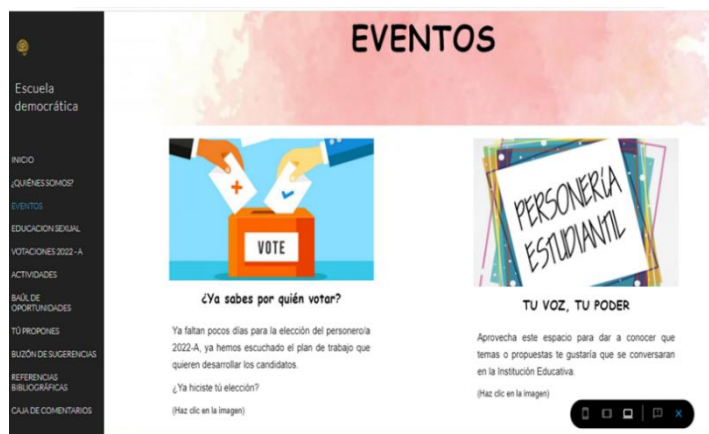 EVENTOS
Escuela
democrática
INICIO
¿QUIÉNES SOMOS?
EVENTOS
EDUCACION SEXUAL
VOTACIONES 2022 - A
ACTIVIDADES
BAÚL DE
OPORTUNIDADES
TÚ PROPONES
BUZÓN DE SUGERENCIAS
REFERENCIAS
BIBLIOGRÁFICAS
CAJA DE COMENTARIOS
VOTE
¿Ya sabes por quién votar?
Ya faltan pocos días para la elección del personero/a
2022-A, ya hemos escuchado el plan de trabajo que
quieren desarrollar los candidatos.
¿Ya hiciste tú elección?
(Haz clic en la imagen)
PERSONERÍA
ESTUDIANTIL
TU VOZ, TU PODER
Aprovecha este espacio para dar a conocer que
temas o propuestas te gustaría que se conversaran
en la Institución Educativa.
(Haz clic en la imagen)